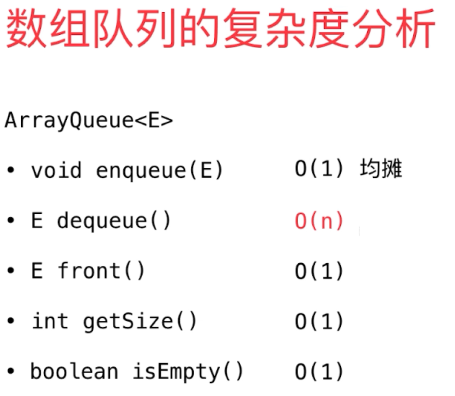 数组队列的复杂度分析
ArrayQueue<E>
• void enqueue(E) O(1) 均摊
• E dequeue() O(n)
• E front() O(1)
• int getSize() O(1)
• boolean isEmpty() O(1)